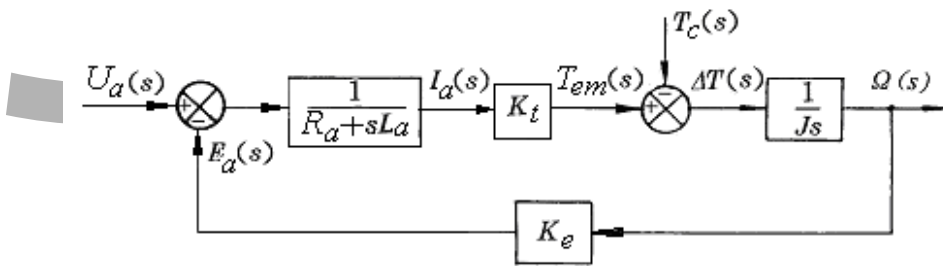 T_c(s)
U_a(s) + − 1/(R_a+sL_a) I_a(s) K_t T_em(s) + − ΔT(s) 1/(Js) Ω(s)
E_a(s)
K_e